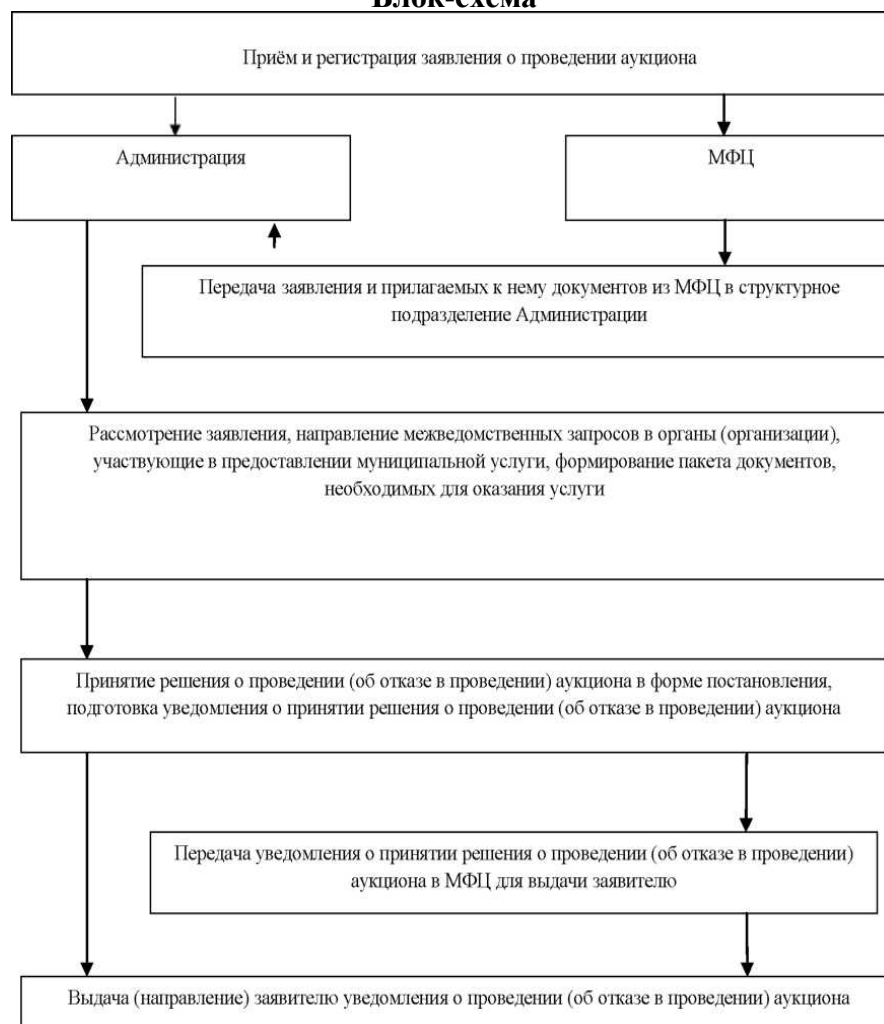 Блок-схема
Приём и регистрация заявления о проведении аукциона
Администрация
МФЦ
Передача заявления и прилагаемых к нему документов из МФЦ в структурное
подразделение Администрации
Рассмотрение заявления, направление межведомственных запросов в органы (организации),
участвующие в предоставлении муниципальной услуги, формирование пакета документов,
необходимых для оказания услуги
Принятие решения о проведении (об отказе в проведении) аукциона в форме постановления,
подготовка уведомления о принятии решения о проведении (об отказе в проведении) аукциона
Передача уведомления о принятии решения о проведении (об отказе в проведении)
аукциона в МФЦ для выдачи заявителю
Выдача (направление) заявителю уведомления о проведении (об отказе в проведении) аукциона